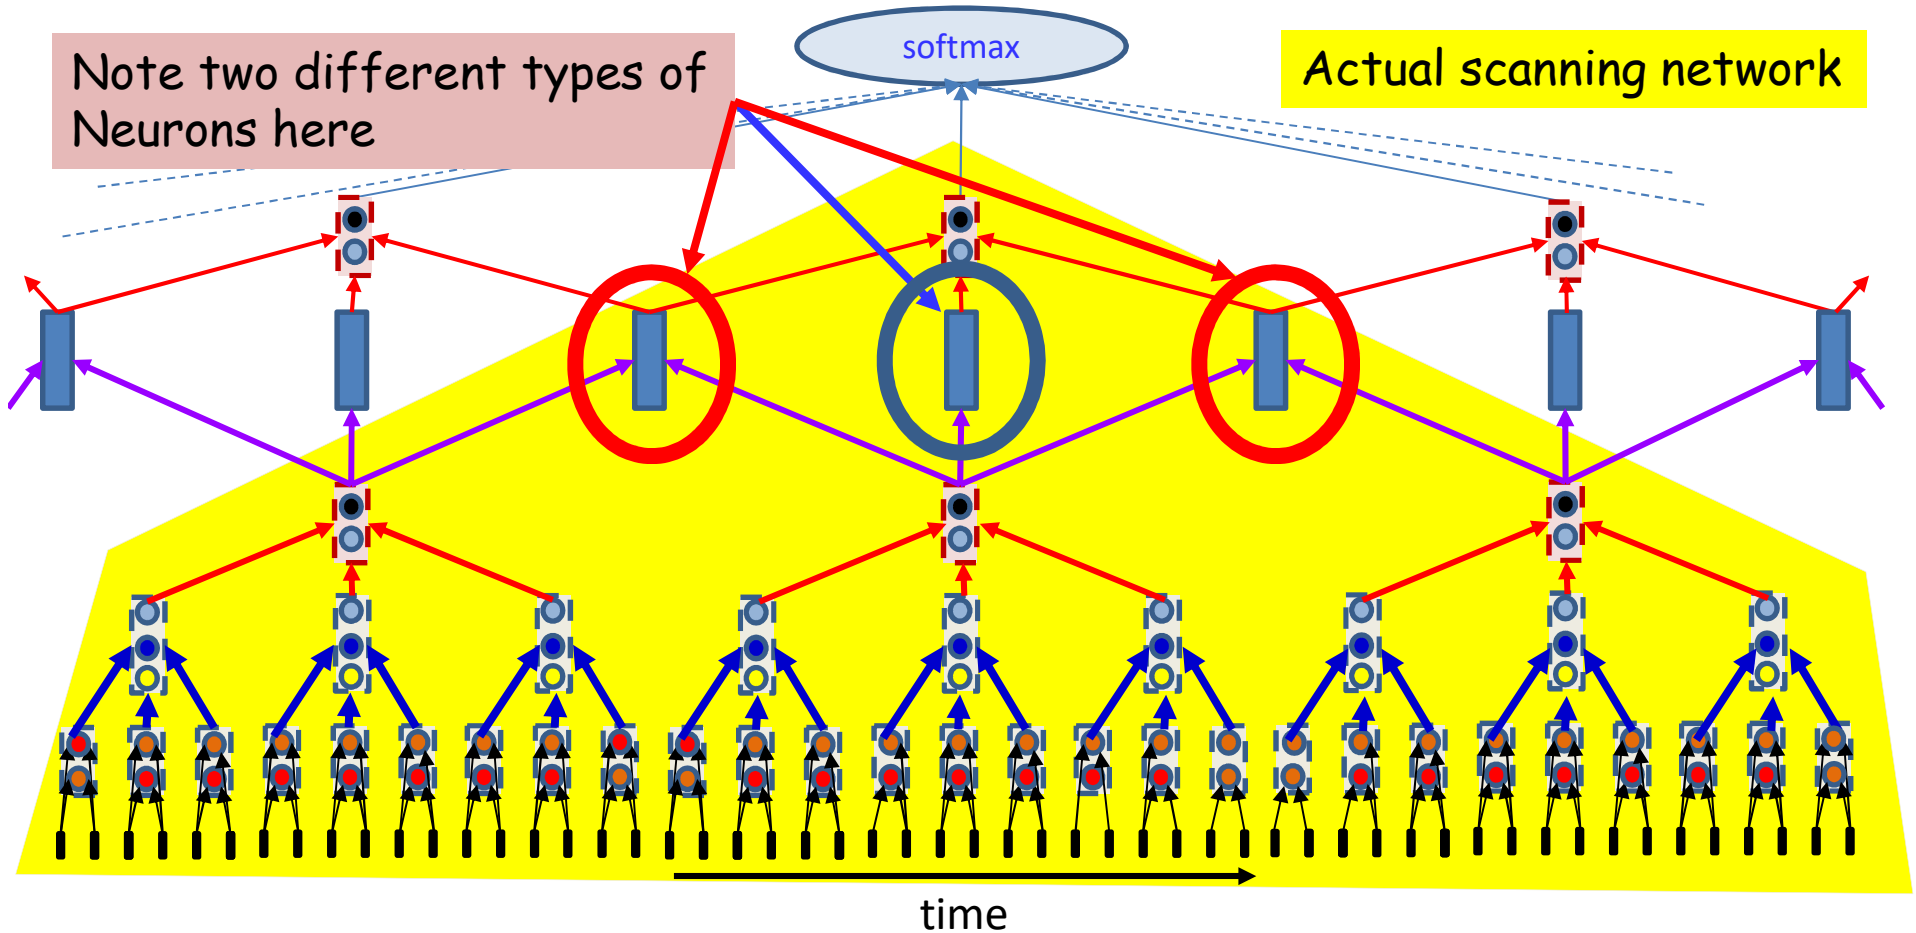 Note two different types of
Neurons here
softmax
Actual scanning network
time